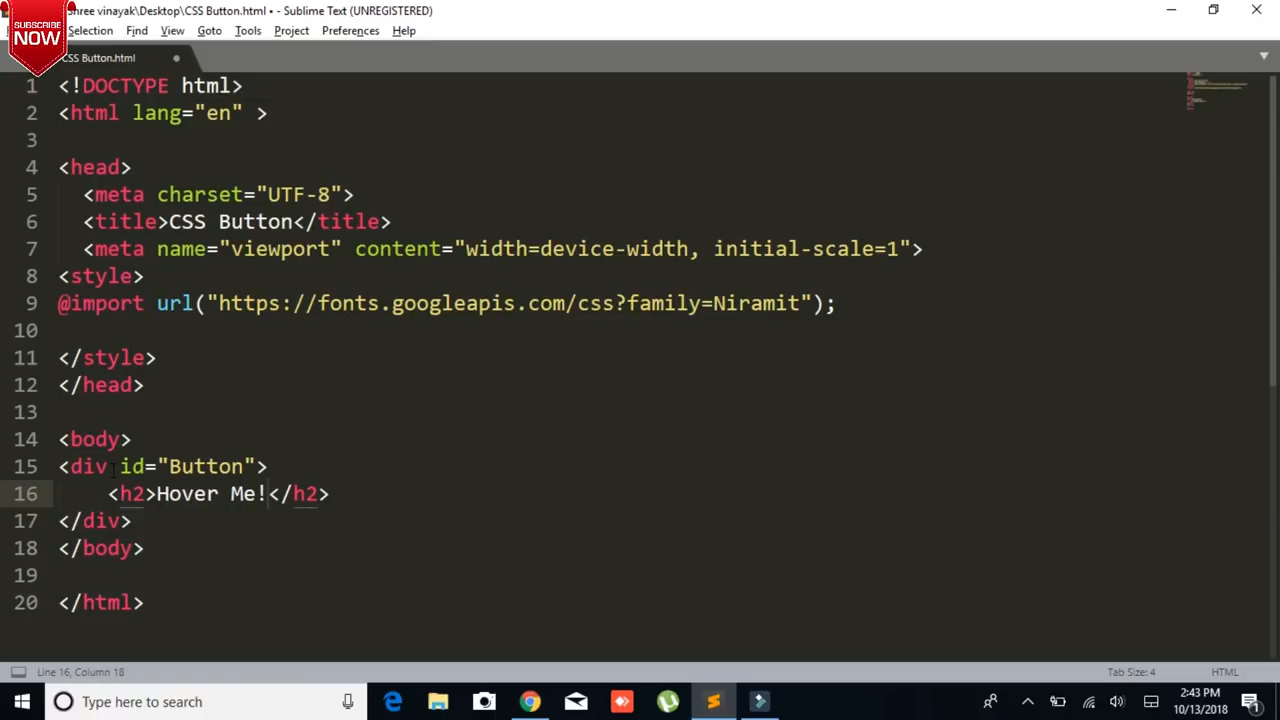 SUBSCRIBE
NOW
Shree vinayak\Desktop\CSS Button.html • - Sublime Text (UNREGISTERED)
Selection Find View Goto Tools Project Preferences Help
CSS Button.html
1 <!DOCTYPE html>
2 <html lang="en" >
3
4 <head>
5 <meta charset="UTF-8">
6 <title>CSS Button</title>
7 <meta name="viewport" content="width=device-width, initial-scale=1">
8 <style>
9 @import url("https://fonts.googleapis.com/css?family=Niramit");
10
11 </style>
12 </head>
13
14 <body>
15 <div id="Button">
16 <h2>Hover Me!</h2>
17 </div>
18 </body>
19
20 </html>
Line 16, Column 18
Tab Size: 4
HTML
Type here to search
2:43 PM
10/13/2018
1